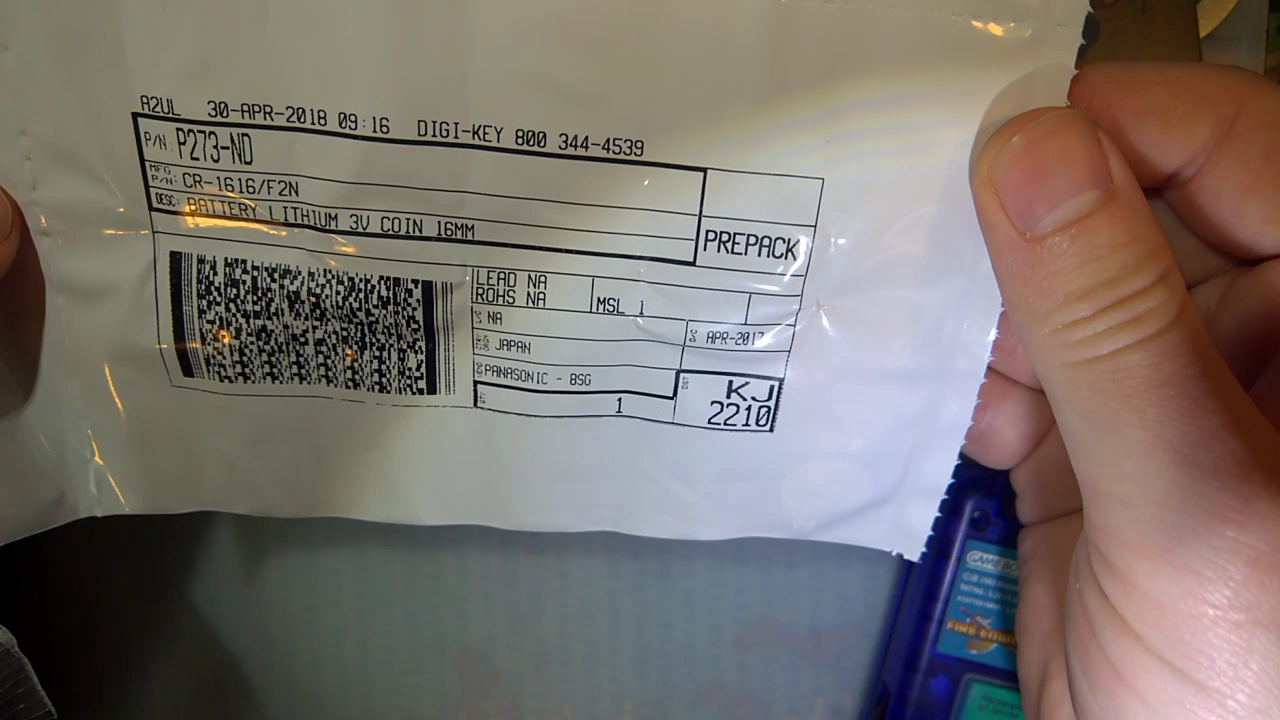 A2UL 30-APR-2018 09:16 DIGI-KEY 800 344-4539
P/N: P273-ND
MFG P/N: CR-1616/F2N
DESC: BATTERY LITHIUM 3V COIN 16MM
PREPACK
LEAD NA
ROHS NA
MSL 1
NA
APR-2017
JAPAN
PANASONIC - BSG
1
KJ
2210
GAMEBO
FIRE